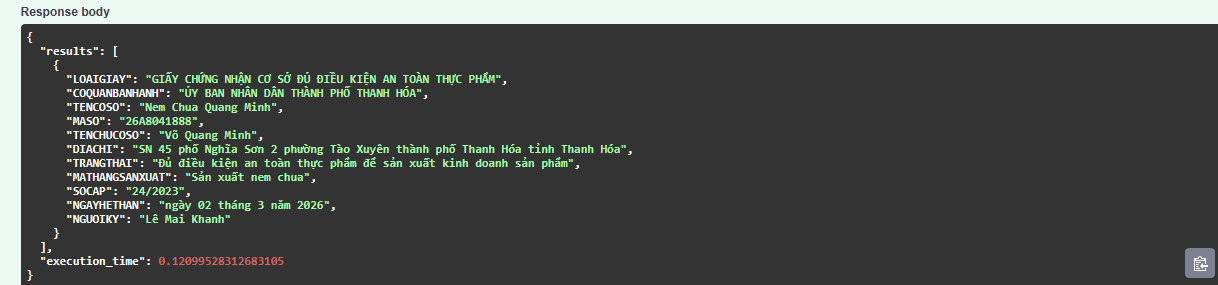 Response body
{
  "results": [
    {
      "LOAIGIAY": "GIẤY CHỨNG NHẬN CƠ SỞ ĐỦ ĐIỀU KIỆN AN TOÀN THỰC PHẨM",
      "COQUANBANHANH": "ỦY BAN NHÂN DÂN THÀNH PHỐ THANH HÓA",
      "TENCOSO": "Nem Chua Quang Minh",
      "MASO": "26A8041888",
      "TENCHUCOSO": "Võ Quang Minh",
      "DIACHI": "SN 45 phố Nghĩa Sơn 2 phường Tào Xuyên thành phố Thanh Hóa tỉnh Thanh Hóa",
      "TRANGTHAI": "Đủ điều kiện an toàn thực phẩm để sản xuất kinh doanh sản phẩm",
      "MATHANGSANXUAT": "Sản xuất nem chua",
      "SOCAP": "24/2023",
      "NGAYHETHAN": "ngày 02 tháng 3 năm 2026",
      "NGUOIKY": "Lê Mai Khanh"
    }
  ],
  "execution_time": 0.12099528312683105
}